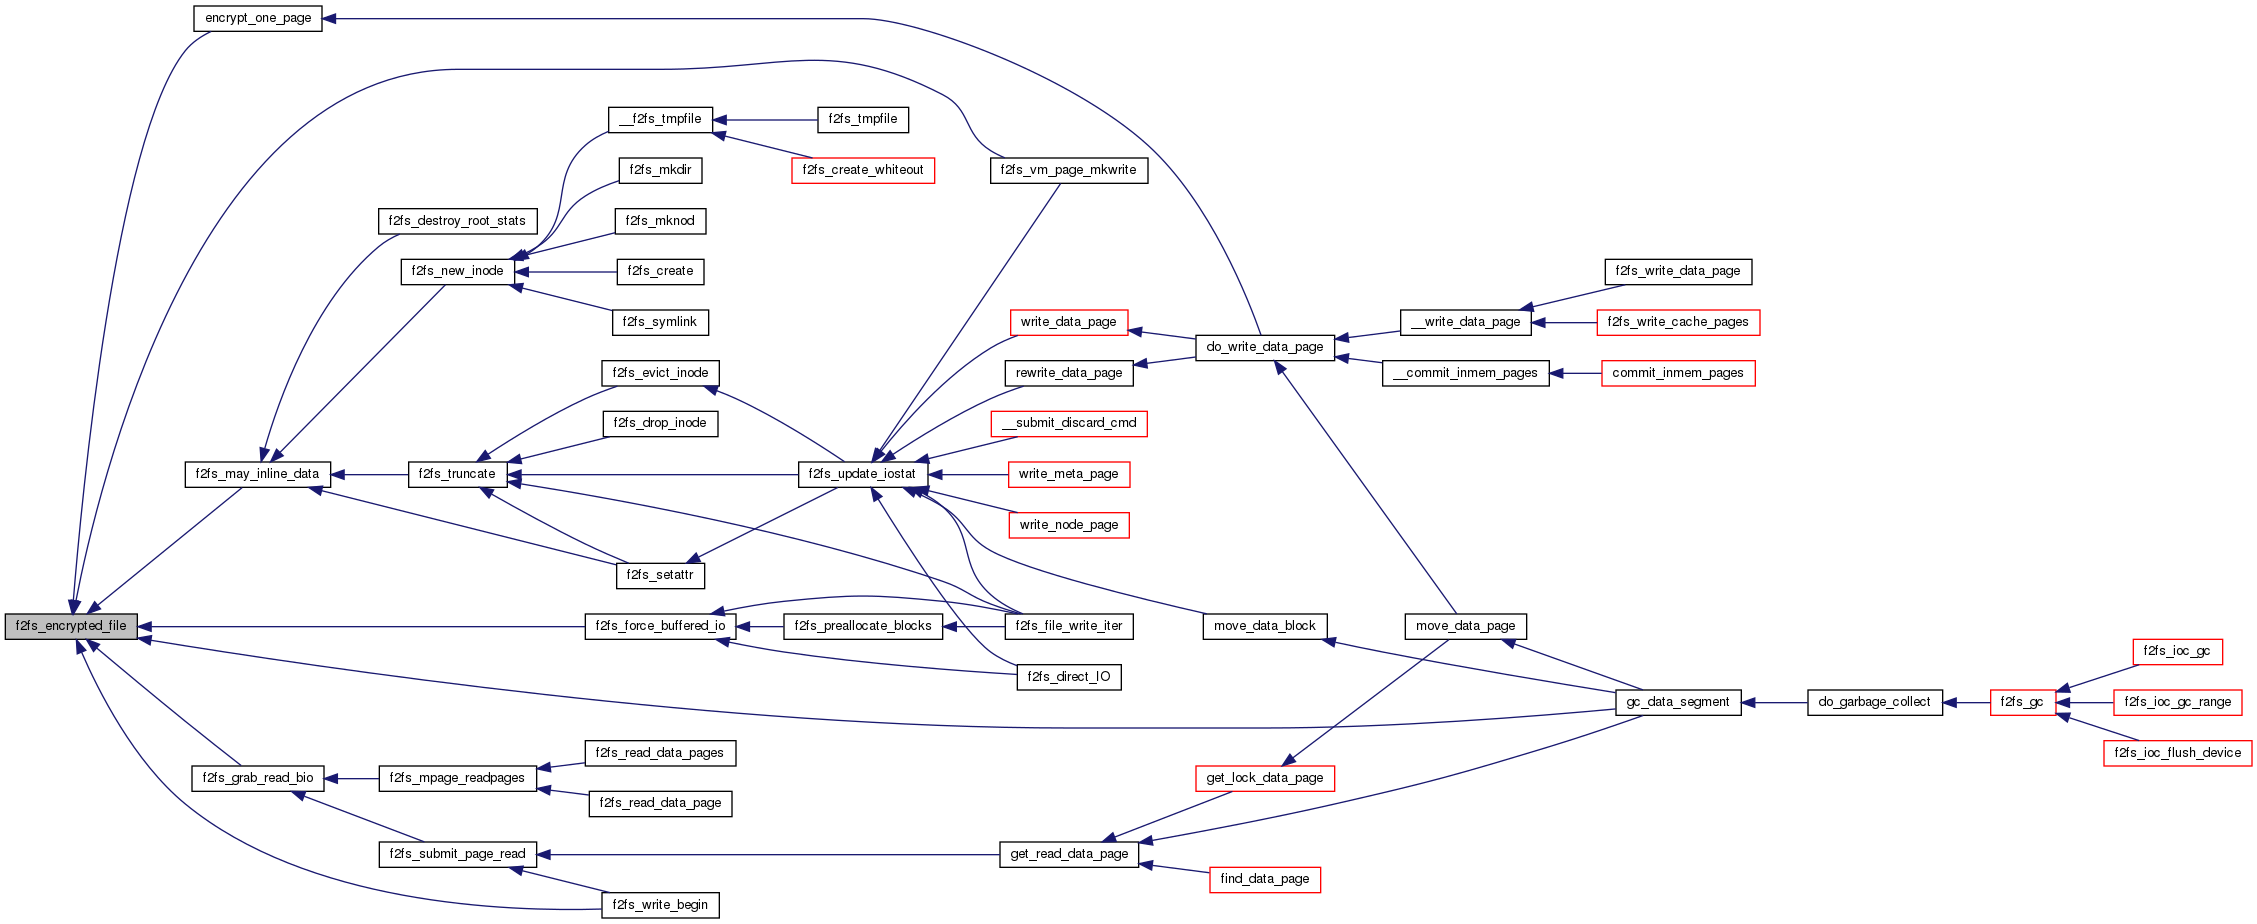 encrypt_one_page
__f2fs_tmpfile
f2fs_tmpfile
f2fs_mkdir
f2fs_create_whiteout
f2fs_vm_page_mkwrite
f2fs_destroy_root_stats
f2fs_mknod
f2fs_new_inode
f2fs_create
f2fs_write_data_page
f2fs_symlink
write_data_page
__write_data_page
f2fs_write_cache_pages
do_write_data_page
f2fs_evict_inode
rewrite_data_page
__commit_inmem_pages
commit_inmem_pages
f2fs_drop_inode
__submit_discard_cmd
f2fs_may_inline_data
f2fs_truncate
f2fs_update_iostat
write_meta_page
write_node_page
f2fs_setattr
f2fs_encrypted_file
f2fs_force_buffered_io
f2fs_preallocate_blocks
f2fs_file_write_iter
move_data_block
move_data_page
f2fs_ioc_gc
f2fs_direct_IO
gc_data_segment
do_garbage_collect
f2fs_gc
f2fs_ioc_gc_range
f2fs_read_data_pages
f2fs_ioc_flush_device
f2fs_grab_read_bio
f2fs_mpage_readpages
get_lock_data_page
f2fs_read_data_page
f2fs_submit_page_read
get_read_data_page
find_data_page
f2fs_write_begin